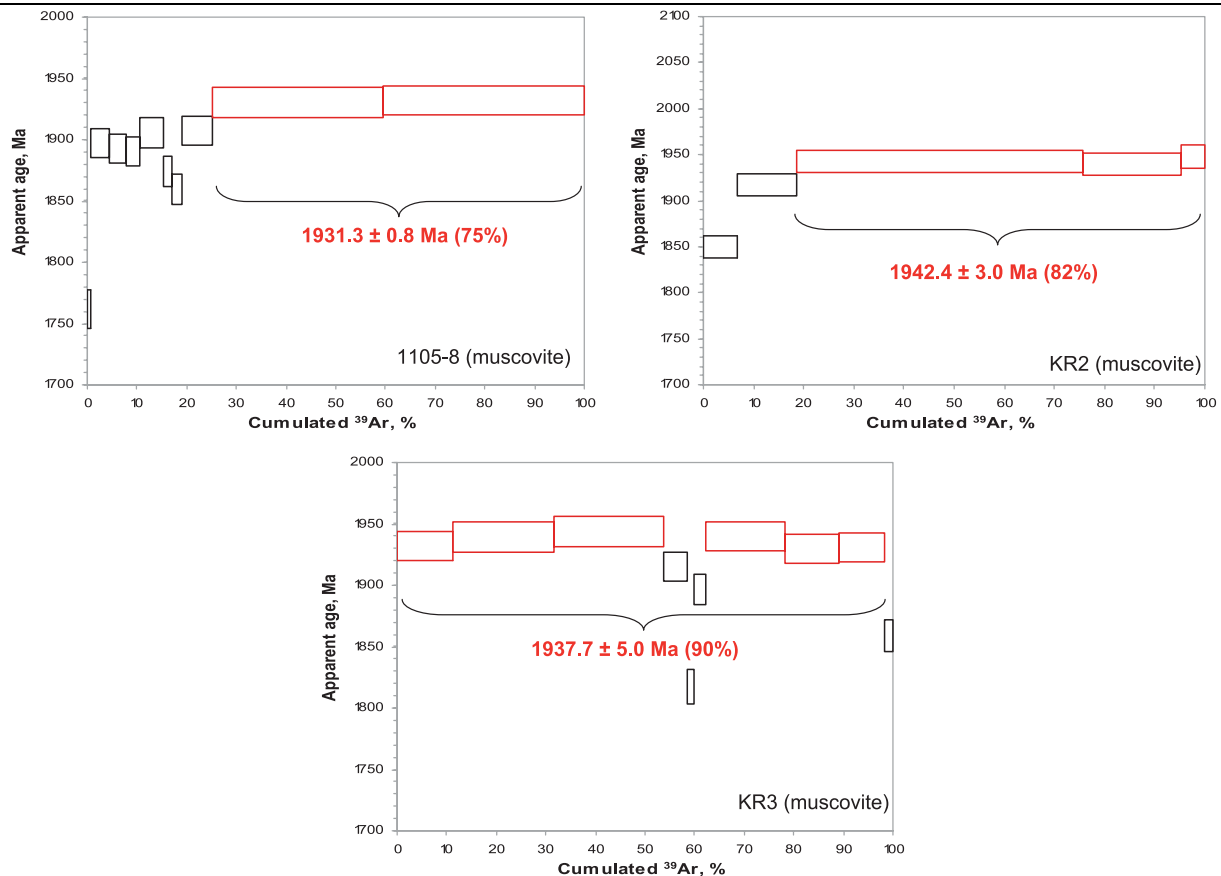 2000
1950
1900
1850
1800
1750
1700
Apparent age, Ma
1931.3 ± 0.8 Ma (75%)
1105-8 (muscovite)
0 10 20 30 40 50 60 70 80 90 100
Cumulated ³⁹Ar, %
2100
2050
2000
1950
1900
1850
1800
1750
1700
Apparent age, Ma
1942.4 ± 3.0 Ma (82%)
KR2 (muscovite)
0 10 20 30 40 50 60 70 80 90 100
Cumulated ³⁹Ar, %
2000
1950
1900
1850
1800
1750
1700
Apparent age, Ma
1937.7 ± 5.0 Ma (90%)
KR3 (muscovite)
0 10 20 30 40 50 60 70 80 90 100
Cumulated ³⁹Ar, %